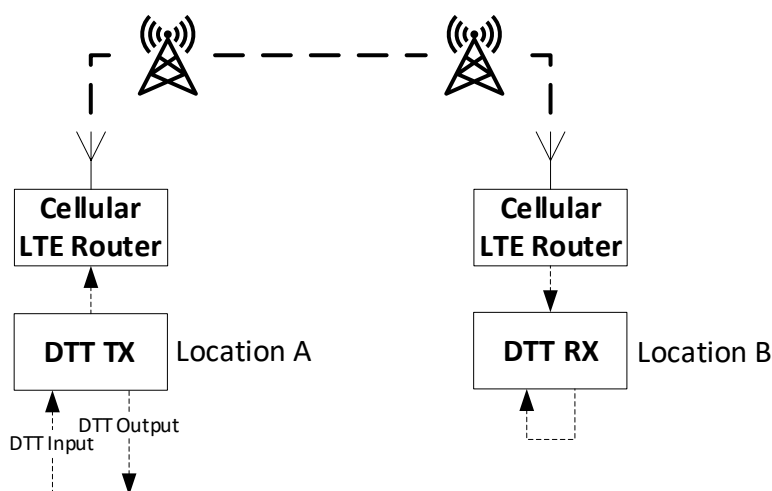 Cellular
LTE Router
Cellular
LTE Router
DTT TX
Location A
DTT RX
Location B
DTT Output
DTT Input